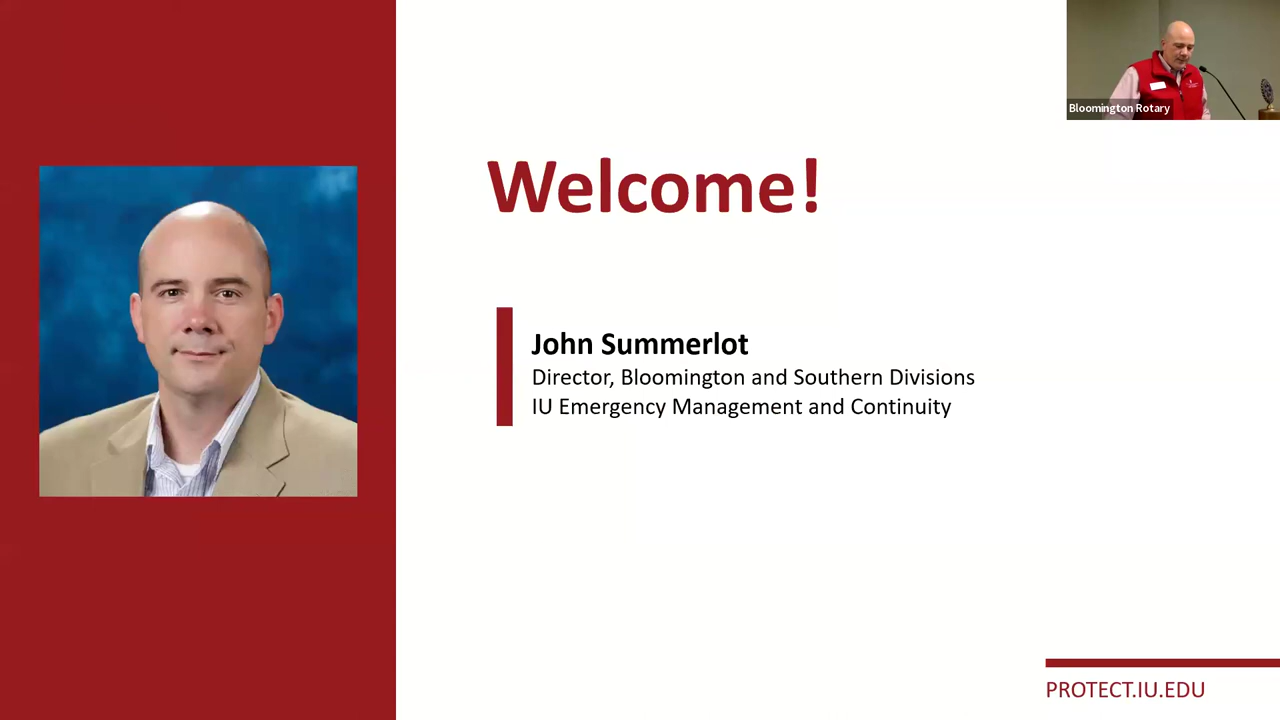 Bloomington Rotary
Welcome!
John Summerlot
Director, Bloomington and Southern Divisions
IU Emergency Management and Continuity
PROTECT.IU.EDU